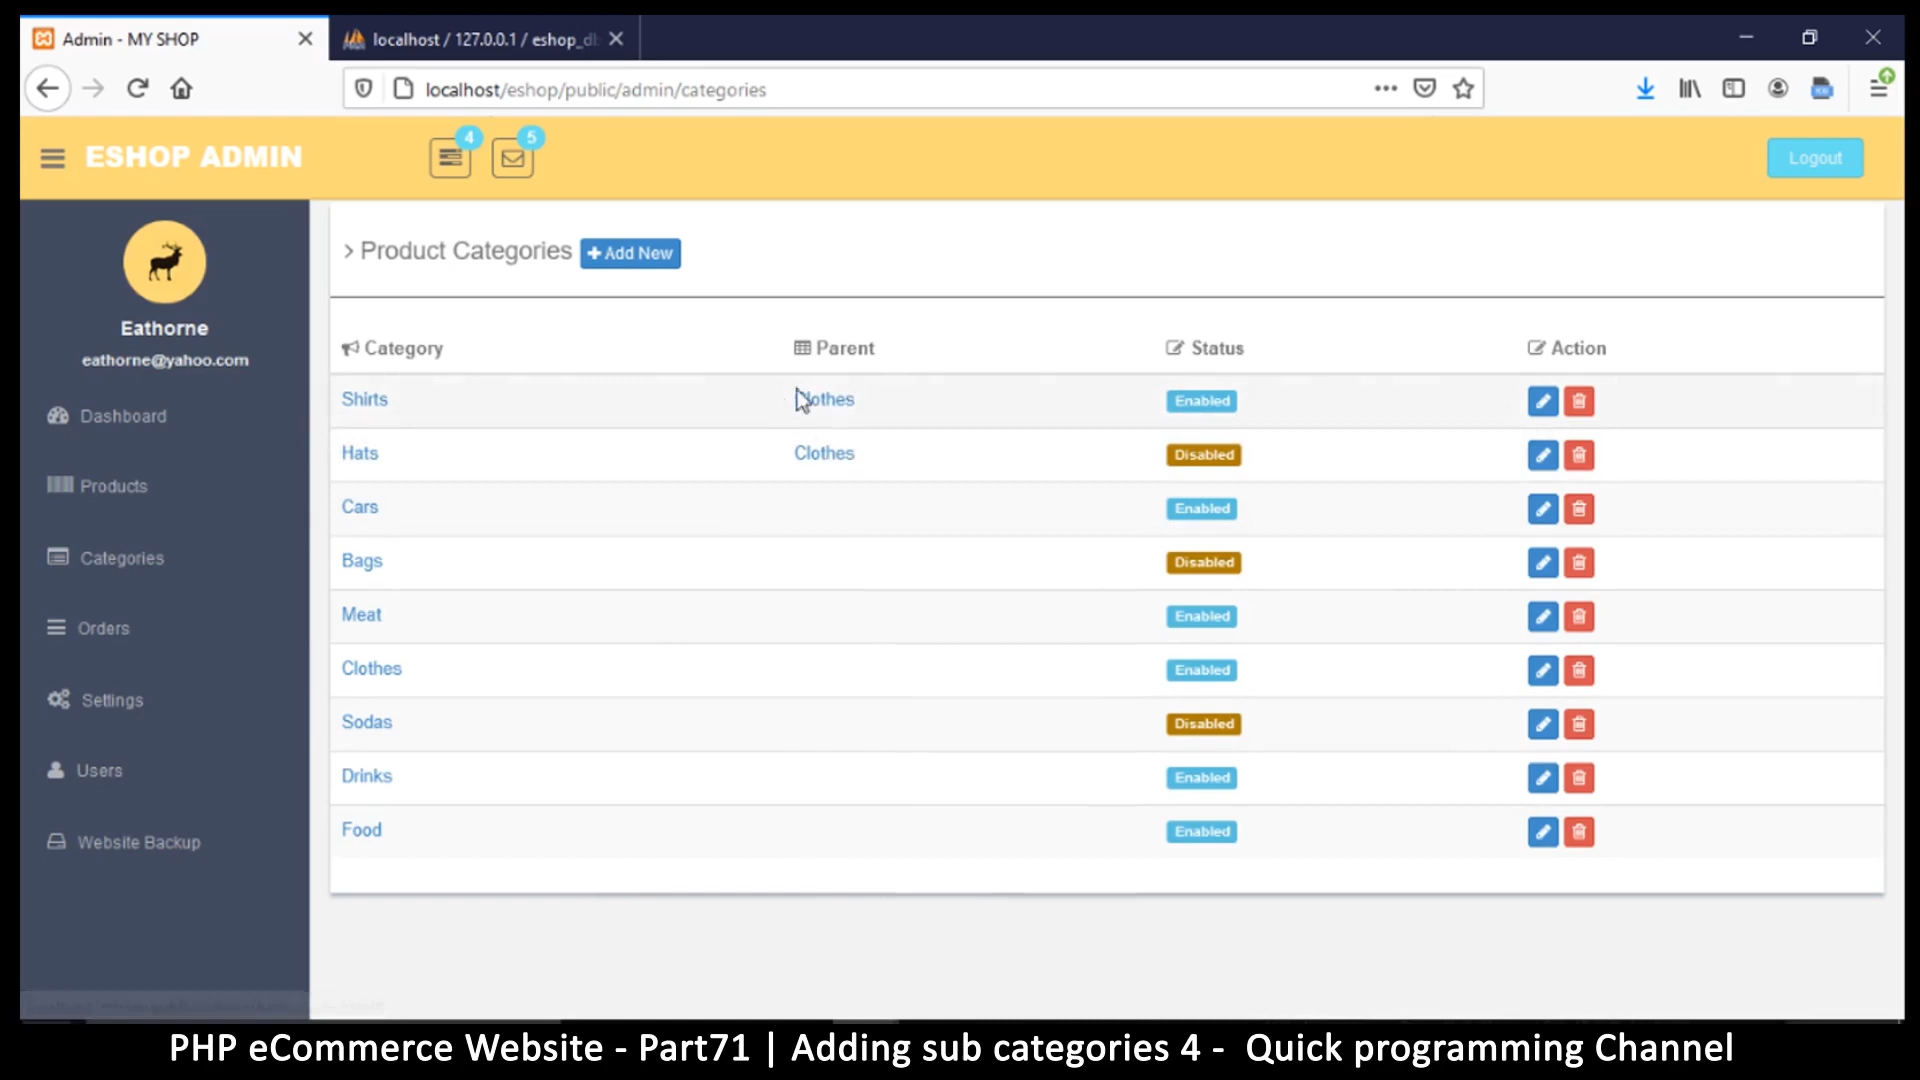 Admin - MY SHOP
localhost / 127.0.0.1 / eshop_d
localhost/eshop/public/admin/categories
ESHOP ADMIN
4
5
Logout
Eathorne
eathorne@yahoo.com
Dashboard
Products
Categories
Orders
Settings
Users
Website Backup
> Product Categories + Add New
Category Parent Status Action
Shirts Clothes Enabled
Hats Clothes Disabled
Cars Enabled
Bags Disabled
Meat Enabled
Clothes Enabled
Sodas Disabled
Drinks Enabled
Food Enabled
PHP eCommerce Website - Part71 | Adding sub categories 4 - Quick programming Channel